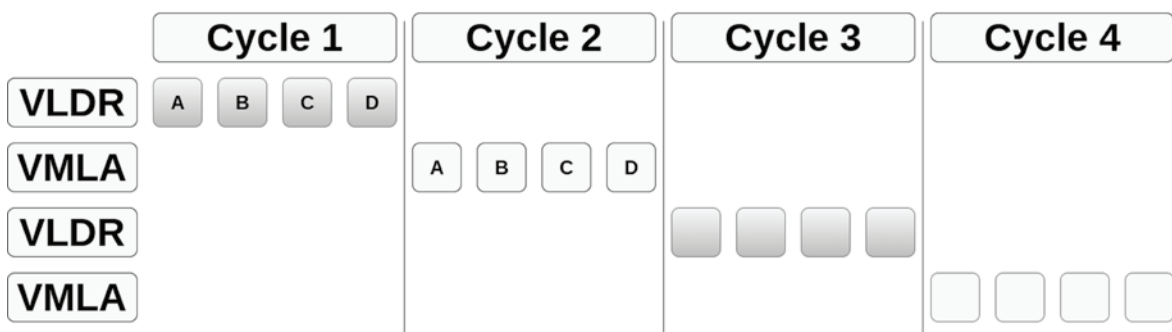 Cycle 1 Cycle 2 Cycle 3 Cycle 4
VLDR A B C D
VMLA A B C D
VLDR
VMLA